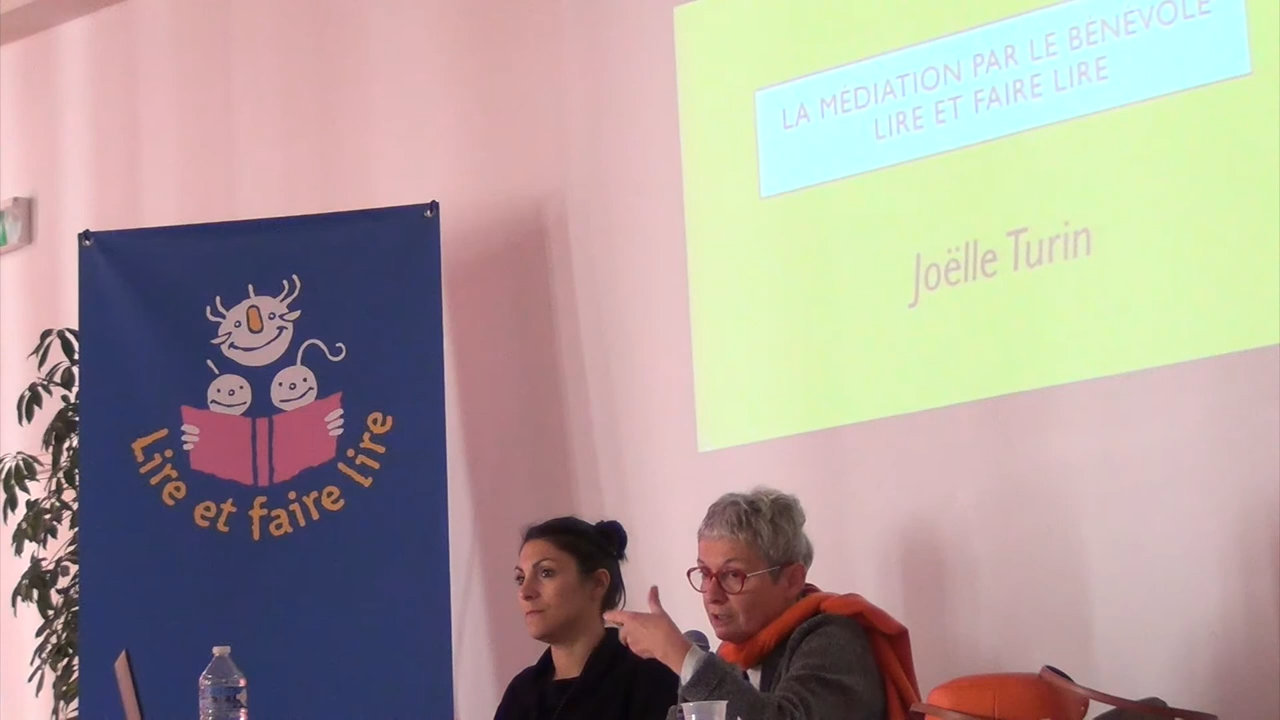 LA MÉDIATION PAR LE BÉNÉVOLE
LIRE ET FAIRE LIRE
Joëlle Turin
Lire et faire lire